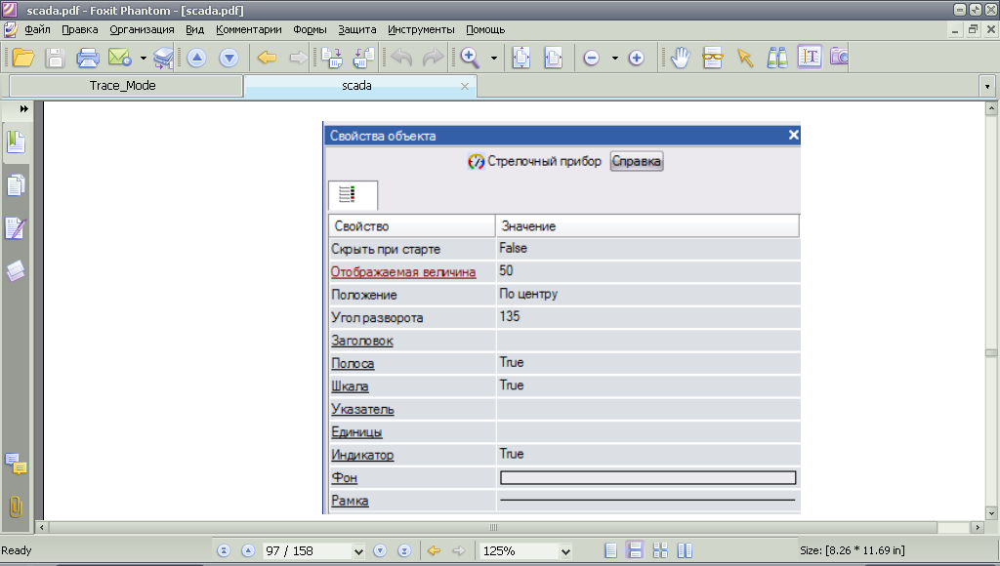 scada.pdf - Foxit Phantom - [scada.pdf]
Файл Правка Организация Вид Комментарии Формы Защита Инструменты Помощь
Trace_Mode scada
Свойства объекта
Стрелочный прибор Справка
Свойство Значение
Скрыть при старте False
Отображаемая величина 50
Положение По центру
Угол разворота 135
Заголовок
Полоса True
Шкала True
Указатель
Единицы
Индикатор True
Фон
Рамка
Ready 97 / 158 125% Size: [8.26 * 11.69 in]